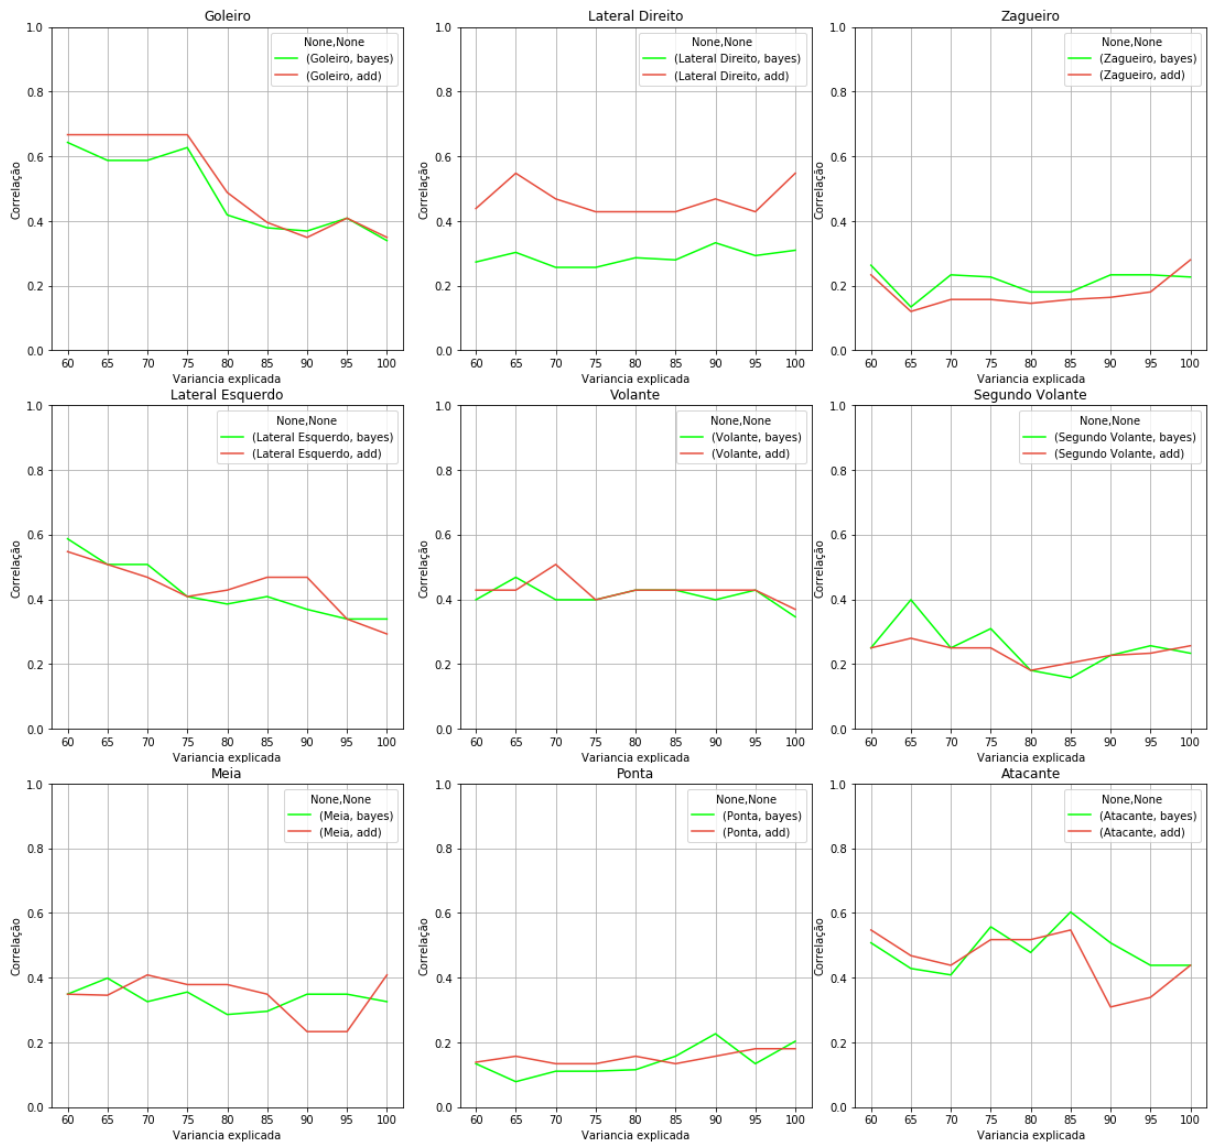 Goleiro
None,None
(Goleiro, bayes)
(Goleiro, add)
Correlação
1.0
0.8
0.6
0.4
0.2
0.0
60 65 70 75 80 85 90 95 100
Variancia explicada
Lateral Direito
None,None
(Lateral Direito, bayes)
(Lateral Direito, add)
Correlação
1.0
0.8
0.6
0.4
0.2
0.0
60 65 70 75 80 85 90 95 100
Variancia explicada
Zagueiro
None,None
(Zagueiro, bayes)
(Zagueiro, add)
Correlação
1.0
0.8
0.6
0.4
0.2
0.0
60 65 70 75 80 85 90 95 100
Variancia explicada
Lateral Esquerdo
None,None
(Lateral Esquerdo, bayes)
(Lateral Esquerdo, add)
Correlação
1.0
0.8
0.6
0.4
0.2
0.0
60 65 70 75 80 85 90 95 100
Variancia explicada
Volante
None,None
(Volante, bayes)
(Volante, add)
Correlação
1.0
0.8
0.6
0.4
0.2
0.0
60 65 70 75 80 85 90 95 100
Variancia explicada
Segundo Volante
None,None
(Segundo Volante, bayes)
(Segundo Volante, add)
Correlação
1.0
0.8
0.6
0.4
0.2
0.0
60 65 70 75 80 85 90 95 100
Variancia explicada
Meia
None,None
(Meia, bayes)
(Meia, add)
Correlação
1.0
0.8
0.6
0.4
0.2
0.0
60 65 70 75 80 85 90 95 100
Variancia explicada
Ponta
None,None
(Ponta, bayes)
(Ponta, add)
Correlação
1.0
0.8
0.6
0.4
0.2
0.0
60 65 70 75 80 85 90 95 100
Variancia explicada
Atacante
None,None
(Atacante, bayes)
(Atacante, add)
Correlação
1.0
0.8
0.6
0.4
0.2
0.0
60 65 70 75 80 85 90 95 100
Variancia explicada